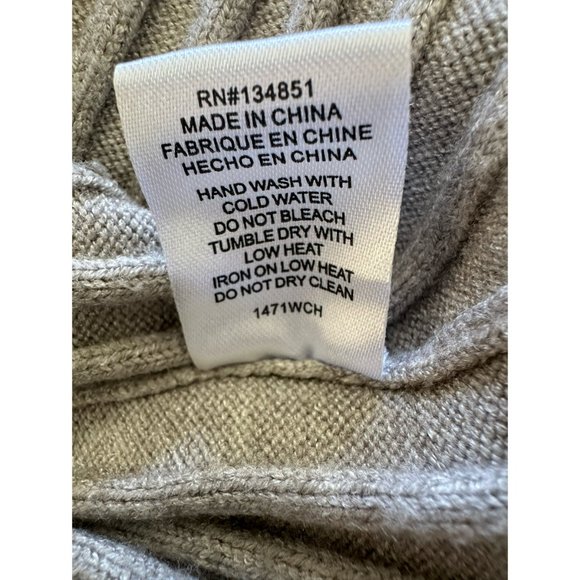 RN#134851
MADE IN CHINA
FABRIQUE EN CHINE
HECHO EN CHINA
HAND WASH WITH
COLD WATER
DO NOT BLEACH
TUMBLE DRY WITH
LOW HEAT
IRON ON LOW HEAT
DO NOT DRY CLEAN
1471WCH